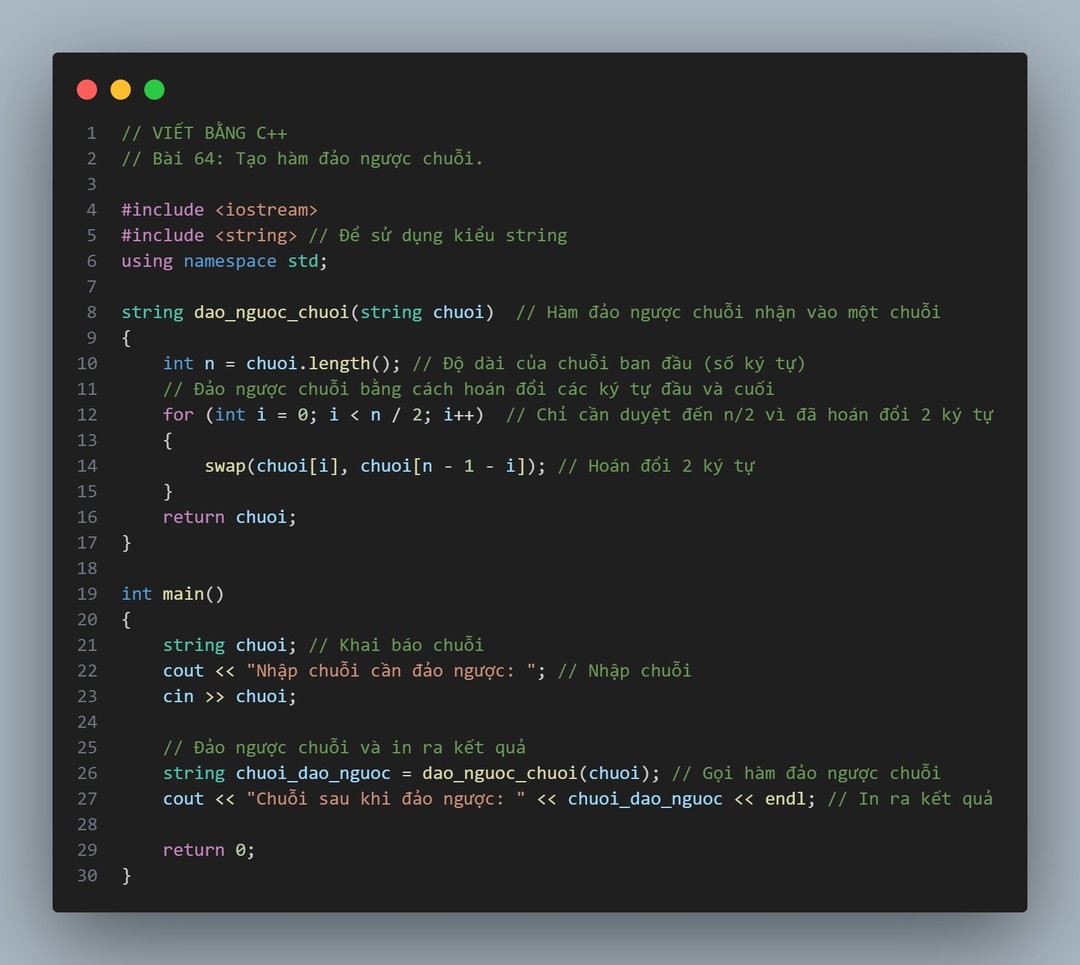 1 // VIẾT BẰNG C++
2 // Bài 64: Tạo hàm đảo ngược chuỗi.
3
4 #include <iostream>
5 #include <string> // Để sử dụng kiểu string
6 using namespace std;
7
8 string dao_nguoc_chuoi(string chuoi)  // Hàm đảo ngược chuỗi nhận vào một chuỗi
9 {
10     int n = chuoi.length(); // Độ dài của chuỗi ban đầu (số ký tự)
11     // Đảo ngược chuỗi bằng cách hoán đổi các ký tự đầu và cuối
12     for (int i = 0; i < n / 2; i++)  // Chỉ cần duyệt đến n/2 vì đã hoán đổi 2 ký tự
13     {
14         swap(chuoi[i], chuoi[n - 1 - i]); // Hoán đổi 2 ký tự
15     }
16     return chuoi;
17 }
18
19 int main()
20 {
21     string chuoi; // Khai báo chuỗi
22     cout << "Nhập chuỗi cần đảo ngược: "; // Nhập chuỗi
23     cin >> chuoi;
24
25     // Đảo ngược chuỗi và in ra kết quả
26     string chuoi_dao_nguoc = dao_nguoc_chuoi(chuoi); // Gọi hàm đảo ngược chuỗi
27     cout << "Chuỗi sau khi đảo ngược: " << chuoi_dao_nguoc << endl; // In ra kết quả
28
29     return 0;
30 }